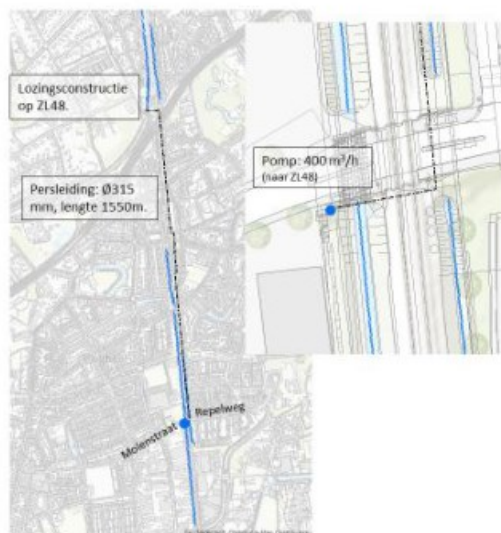 Lozingsconstructie
op ZL48.
Persleiding: Ø315
mm, lengte 1550m.
Pomp: 400 m³/h
(naar ZL48)
Molenstraat
Repelweg